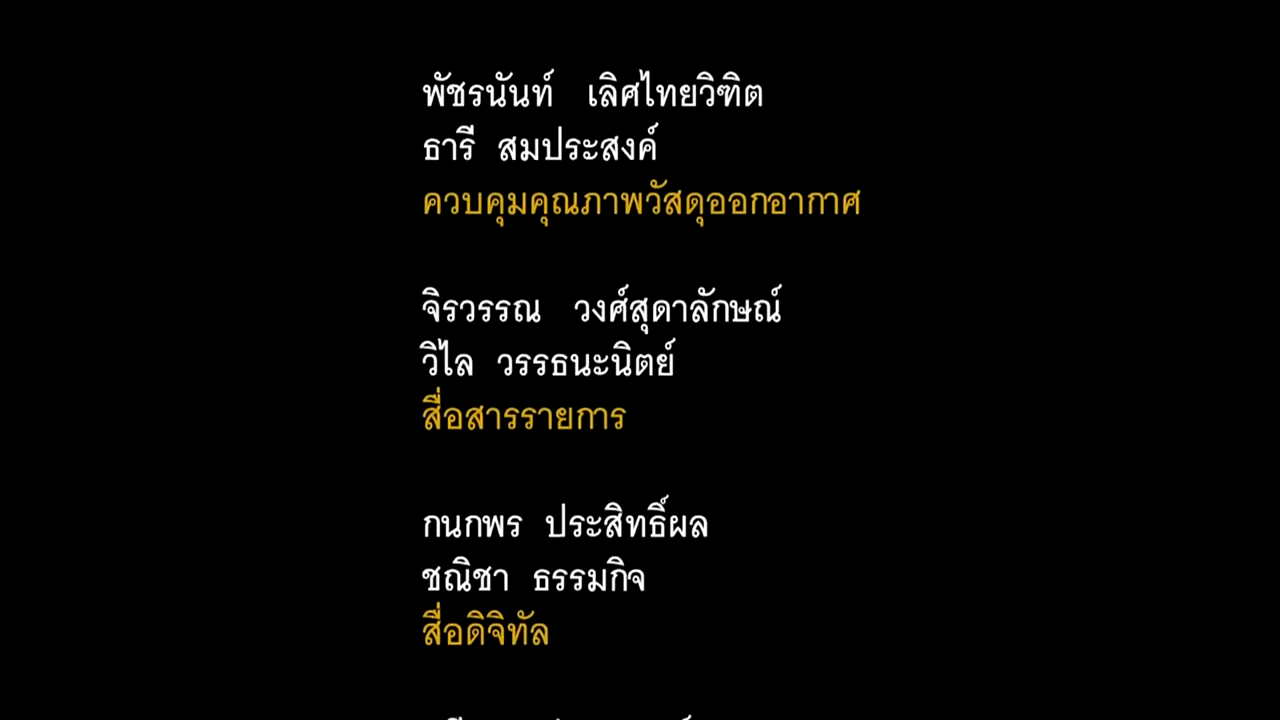 พัชรนันท์ เลิศไทยวิฑิต
ธารี สมประสงค์
ควบคุมคุณภาพวัสดุออกอากาศ
จิรวรรณ วงศ์สุดาลักษณ์
วิไล วรรธนะนิตย์
สื่อสารรายการ
กนกพร ประสิทธิ์ผล
ชณิชา ธรรมกิจ
สื่อดิจิทัล